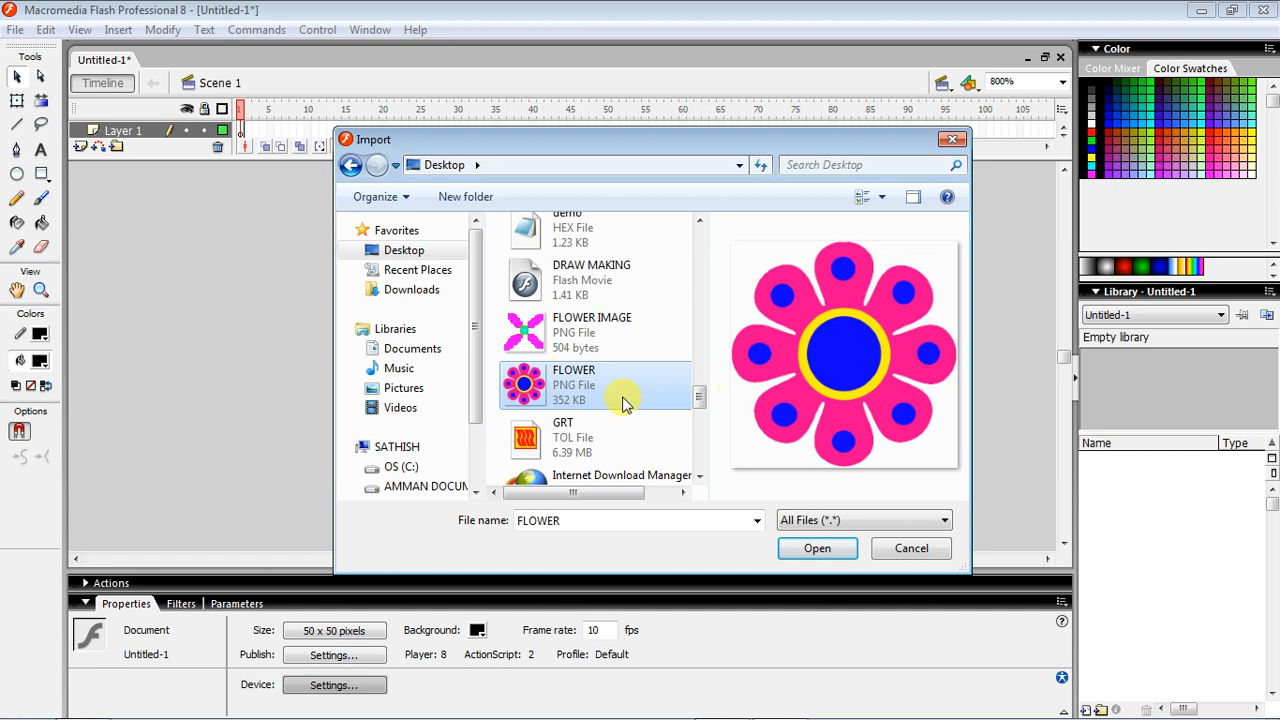 Macromedia Flash Professional 8 - [Untitled-1*]
File Edit View Insert Modify Text Commands Control Window Help
Tools
Untitled-1*
Timeline
Scene 1
800%
5 10 15 20 25 30 35 40 45 50 55 60 65 70 75 80 85 90 95 100 105
Layer 1
Import
Desktop
Search Desktop
Organize
New folder
Favorites
Desktop
Recent Places
Downloads
Libraries
Documents
Music
Pictures
Videos
SATHISH
OS (C:)
AMMAN DOCUM
demo
HEX File
1.23 KB
DRAW MAKING
Flash Movie
1.41 KB
FLOWER IMAGE
PNG File
504 bytes
FLOWER
PNG File
352 KB
GRT
TOL File
6.39 MB
Internet Download Manager
File name: FLOWER
All Files (*.*)
Open
Cancel
View
Colors
Options
Color
Color Mixer
Color Swatches
Library - Untitled-1
Untitled-1
Empty library
Name Type
Actions
Properties Filters Parameters
Document
Untitled-1
Size: 50 x 50 pixels Background: Frame rate: 10 fps
Publish: Settings... Player: 8 ActionScript: 2 Profile: Default
Device: Settings...